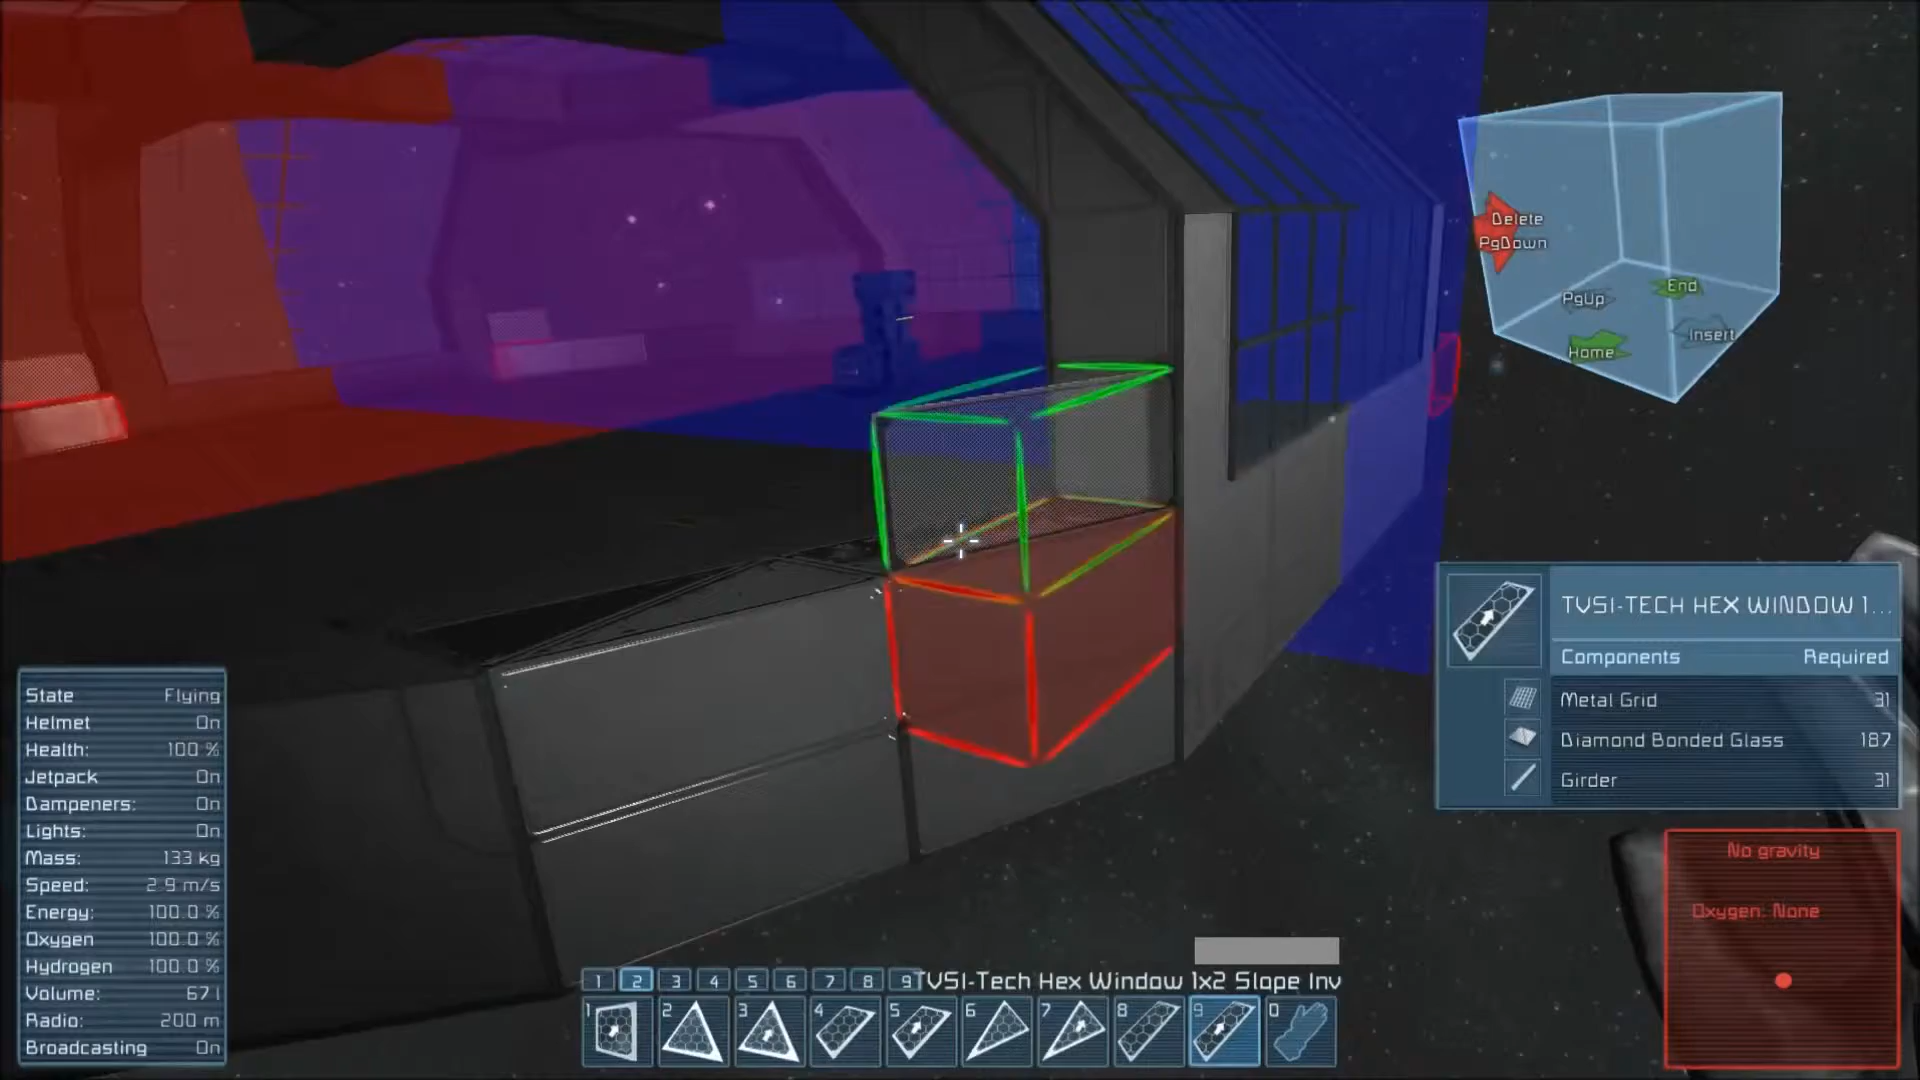 Delete
PgDown
PgUp
End
Insert
Home
TVSI-TECH HEX WINDOW 1...
Components Required
Metal Grid 31
Diamond Bonded Glass 187
Girder 31
State Flying
Helmet On
Health: 100 %
Jetpack On
Dampeners: On
Lights: On
Mass: 133 kg
Speed: 2.9 m/s
Energy: 100.0 %
Oxygen 100.0 %
Hydrogen 100.0 %
Volume: 67 l
Radio: 200 m
Broadcasting On
No gravity
Oxygen: None
1 2 3 4 5 6 7 8 9
TVSI-Tech Hex Window 1x2 Slope Inv
1 2 3 4 5 6 7 8 9 0